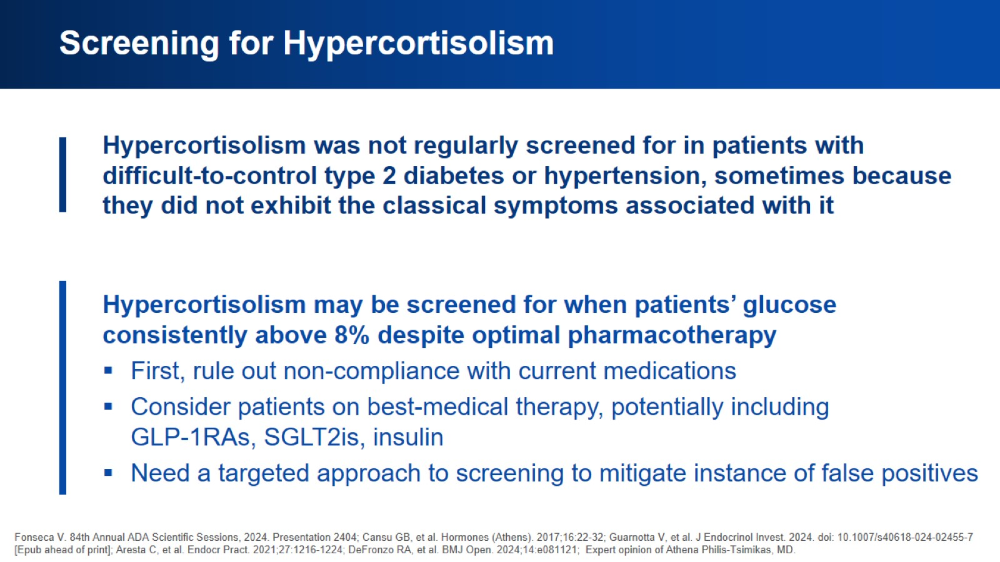 Screening for Hypercortisolism
Hypercortisolism was not regularly screened for in patients with
difficult-to-control type 2 diabetes or hypertension, sometimes because
they did not exhibit the classical symptoms associated with it
Hypercortisolism may be screened for when patients’ glucose
consistently above 8% despite optimal pharmacotherapy
▪ First, rule out non-compliance with current medications
▪ Consider patients on best-medical therapy, potentially including
GLP-1RAs, SGLT2is, insulin
▪ Need a targeted approach to screening to mitigate instance of false positives
Fonseca V. 84th Annual ADA Scientific Sessions, 2024. Presentation 2404; Cansu GB, et al. Hormones (Athens). 2017;16:22-32; Guarnotta V, et al. J Endocrinol Invest. 2024. doi: 10.1007/s40618-024-02455-7
[Epub ahead of print]; Aresta C, et al. Endocr Pract. 2021;27:1216-1224; DeFronzo RA, et al. BMJ Open. 2024;14:e081121; Expert opinion of Athena Philis-Tsimikas, MD.